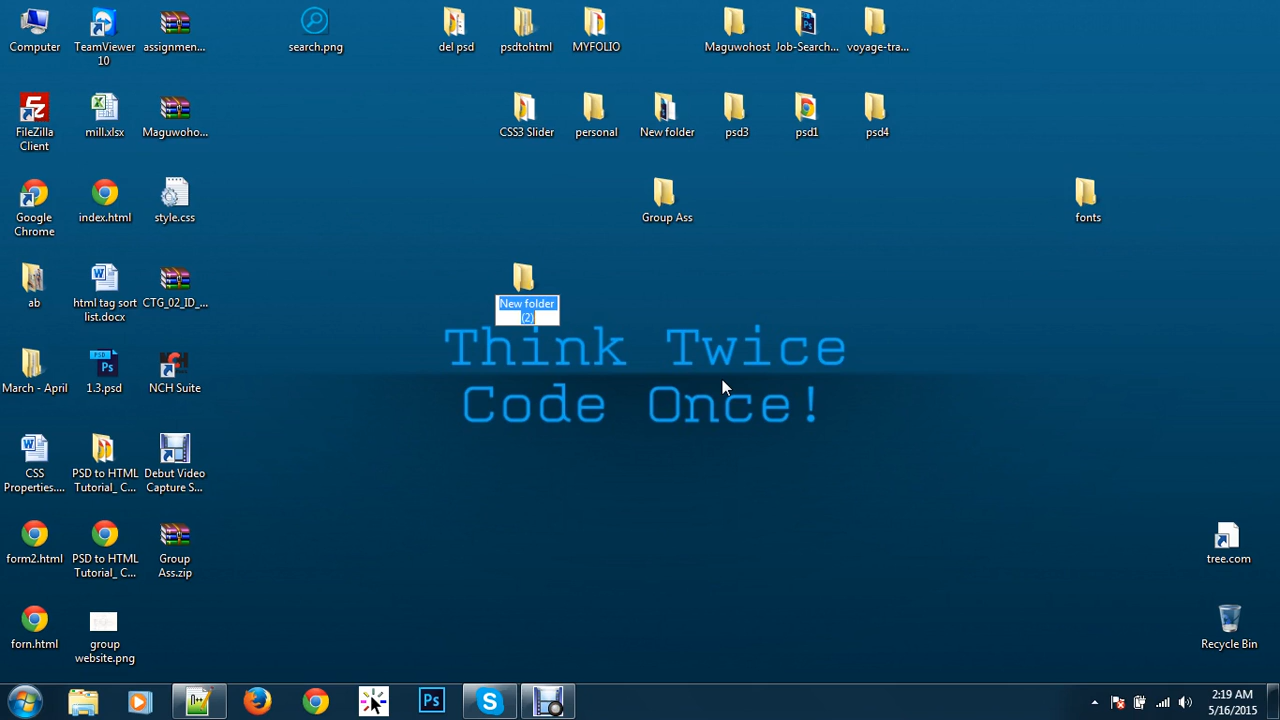 Computer
TeamViewer
10
assignmen...
search.png
del psd
psdtohtml
MYFOLIO
Maguwohost
Job-Search...
voyage-tra...
FileZilla
Client
mill.xlsx
Maguwoho...
CSS3 Slider
personal
New folder
psd3
psd1
psd4
Google
Chrome
index.html
style.css
Group Ass
fonts
ab
html tag sort
list.docx
CTG_02_ID_...
New folder
(2)
Think Twice
Code Once!
March - April
1.3.psd
NCH Suite
CSS
Properties....
PSD to HTML
Tutorial_ C...
Debut Video
Capture S...
form2.html
PSD to HTML
Tutorial_ C...
Group
Ass.zip
tree.com
forn.html
group
website.png
Recycle Bin
2:19 AM
5/16/2015